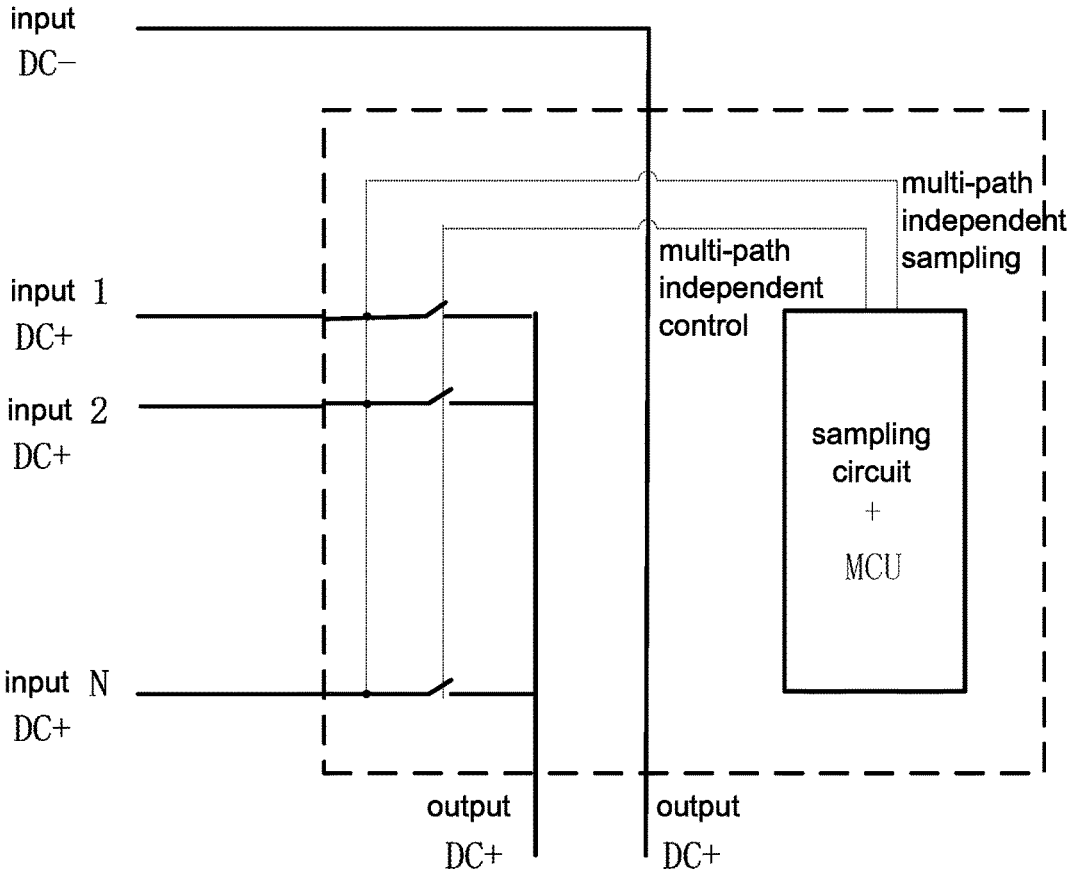 input
DC-
multi-path
independent
sampling
multi-path
independent
control
input 1
DC+
input 2
DC+
sampling
circuit
+
MCU
input N
DC+
output
DC+
output
DC+